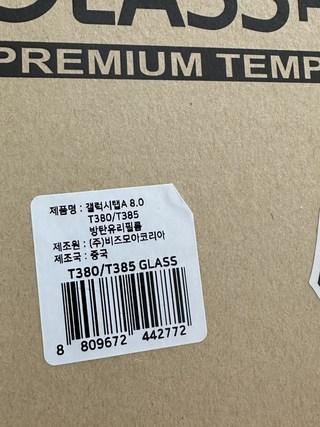 PREMIUM TEMP
제품명 : 갤럭시탭A 8.0
T380/T385
방탄유리필름
제조원 : (주)비즈모아코리아
제조국 : 중국
T380/T385 GLASS
8 809672 442772